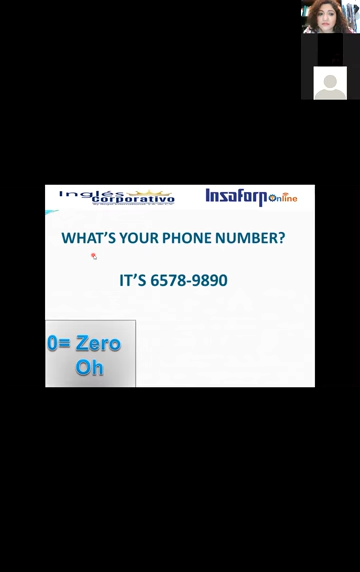 Inglés
Corporativo
Insaforp Online
WHAT'S YOUR PHONE NUMBER?
IT'S 6578-9890
0= Zero
Oh